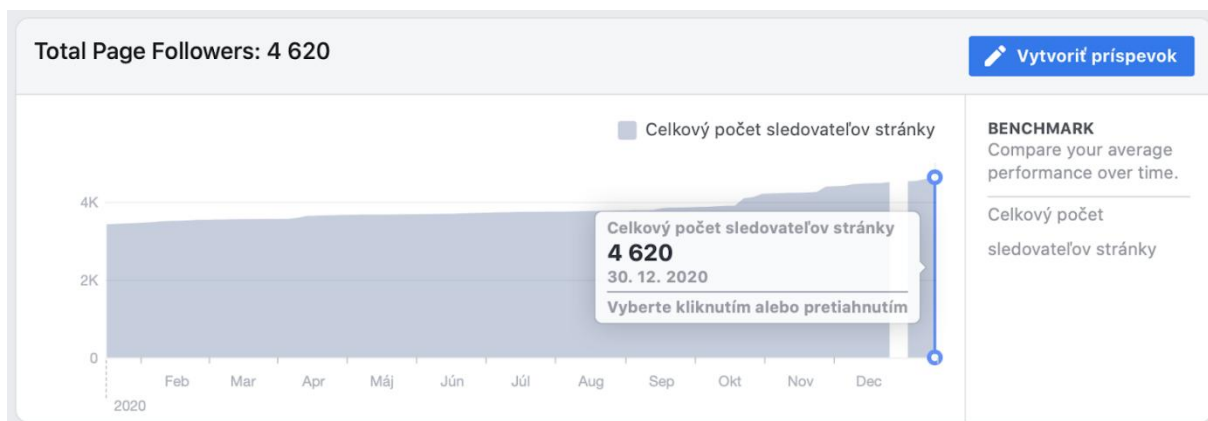 Total Page Followers: 4 620
Vytvoriť príspevok
Celkový počet sledovateľov stránky
BENCHMARK
Compare your average
performance over time.
Celkový počet
sledovateľov stránky
4K
2K
0
Celkový počet sledovateľov stránky
4 620
30. 12. 2020
Vyberte kliknutím alebo pretiahnutím
Feb Mar Apr Máj Jún Júl Aug Sep Okt Nov Dec
2020